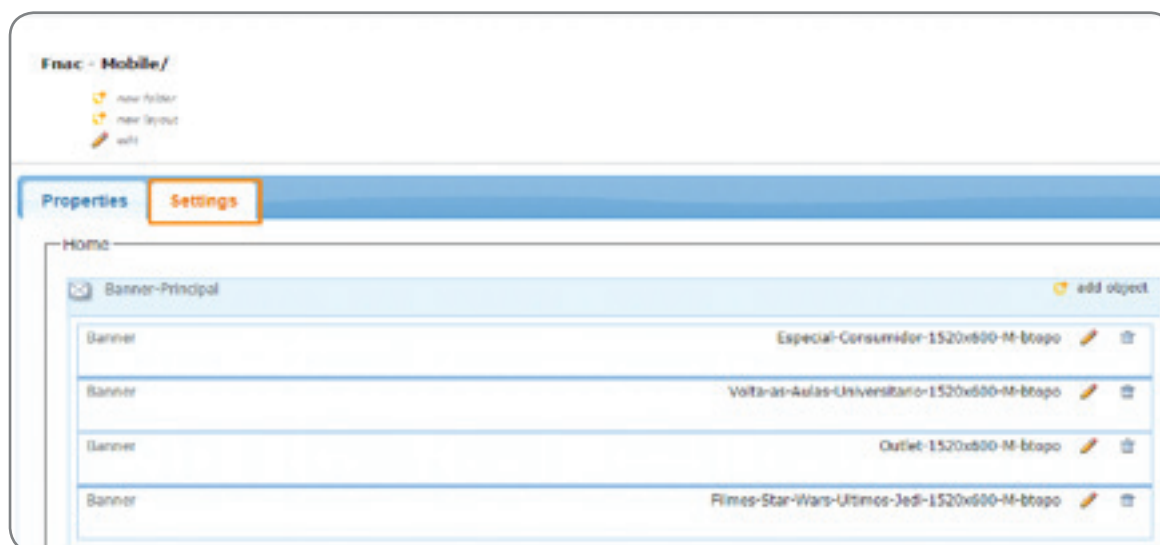 Fnac - Mobile/
new folder
new layout
edit
Properties Settings
Home
Banner-Principal add object
Banner Especial-Consumidor-1520x600-M-btopo
Banner Volta-as-Aulas-Universitario-1520x600-M-btopo
Banner Outlet-1520x600-M-btopo
Banner Filmes-Star-Wars-Ultimos-Jedi-1520x600-M-btopo